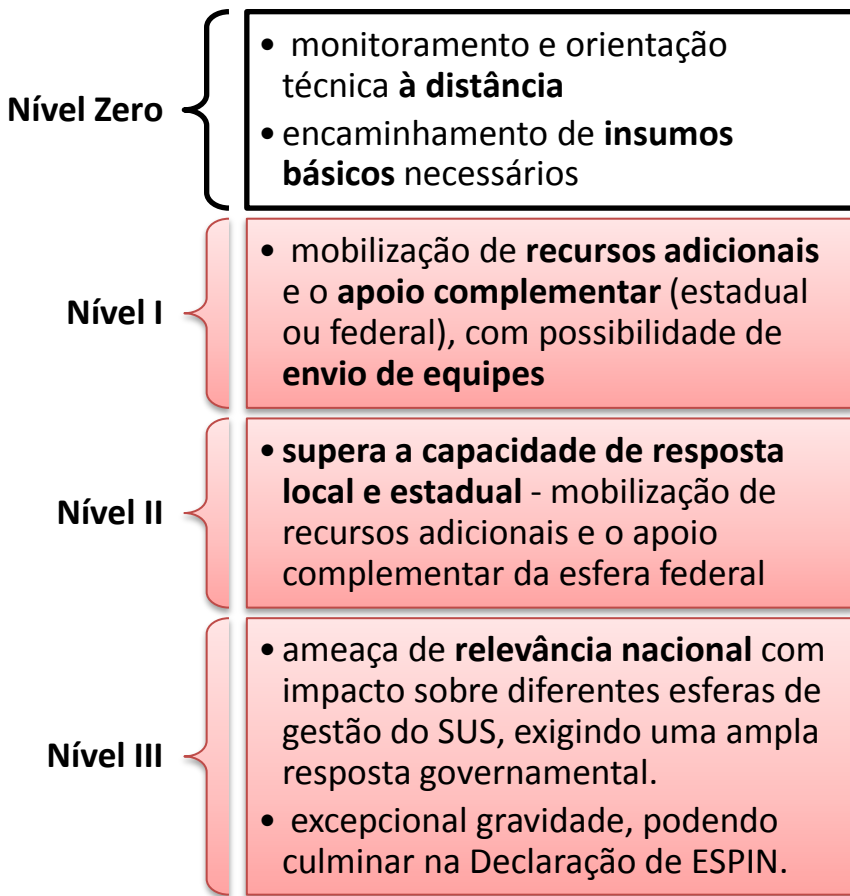 Nível Zero
• monitoramento e orientação
técnica à distância
• encaminhamento de insumos
básicos necessários
Nível I
• mobilização de recursos adicionais
e o apoio complementar (estadual
ou federal), com possibilidade de
envio de equipes
Nível II
• supera a capacidade de resposta
local e estadual - mobilização de
recursos adicionais e o apoio
complementar da esfera federal
Nível III
• ameaça de relevância nacional com
impacto sobre diferentes esferas de
gestão do SUS, exigindo uma ampla
resposta governamental.
• excepcional gravidade, podendo
culminar na Declaração de ESPIN.